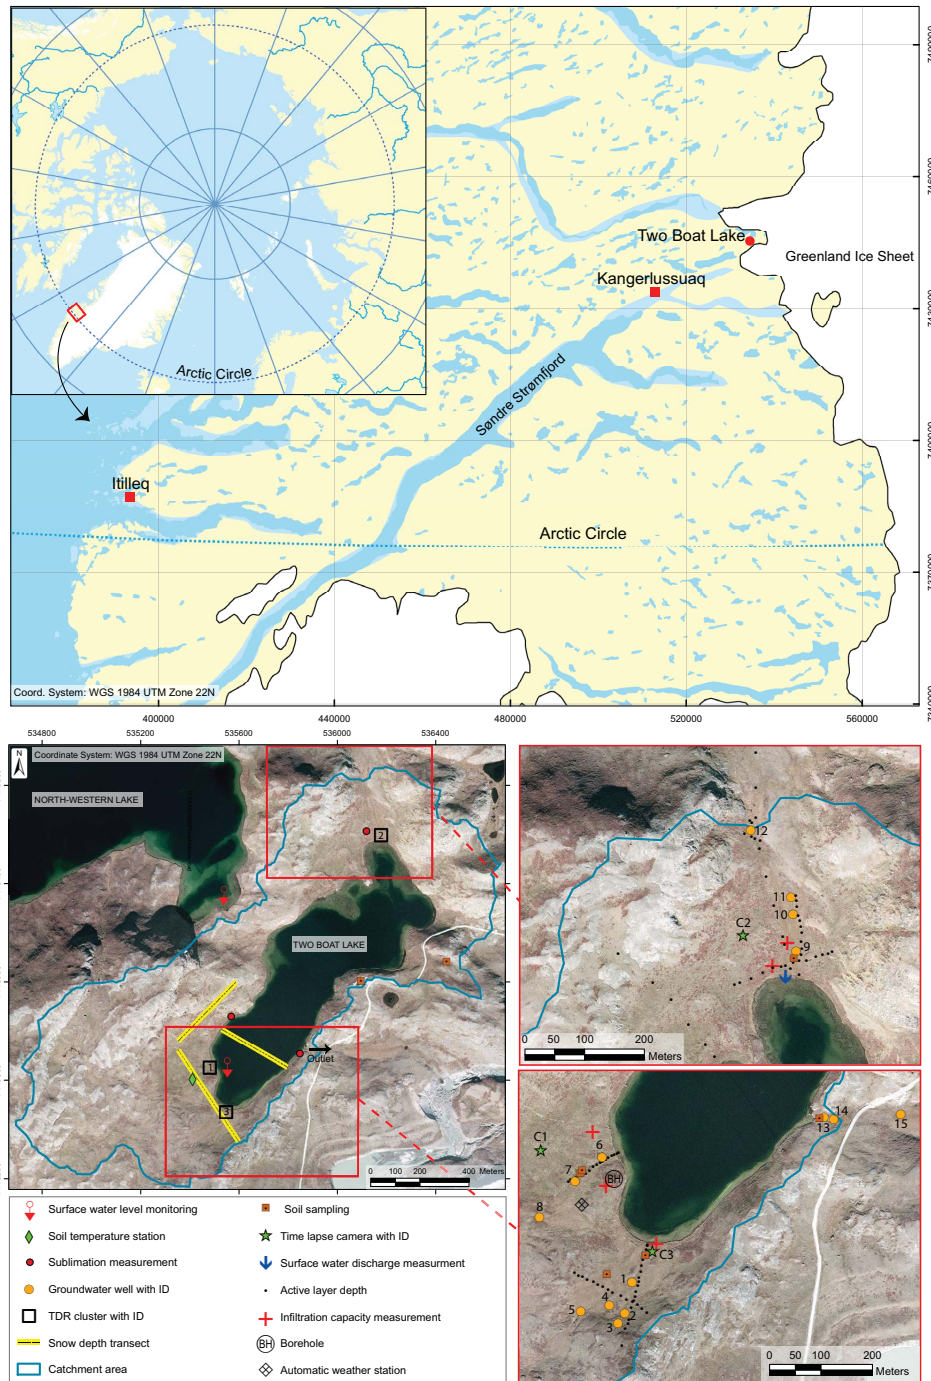 Arctic Circle
Two Boat Lake
Greenland Ice Sheet
Kangerlussuaq
Søndre Strømfjord
Itilleq
Arctic Circle
Coord. System: WGS 1984 UTM Zone 22N
400000 440000 480000 520000 560000
7460000
7400000
534800 535200 535600 536000 536400
N
Coordinate System: WGS 1984 UTM Zone 22N
NORTH-WESTERN LAKE
2
TWO BOAT LAKE
Outlet
1
3
0 100 200 400
Meters
12
11
10
C2
9
0 50 100 200
Meters
14
13
15
C1
6
7
BH
8
C3
1
4
5
2
3
0 50 100 200
Meters
Surface water level monitoring
Soil temperature station
Sublimation measurement
Groundwater well with ID
TDR cluster with ID
Snow depth transect
Catchment area
Soil sampling
Time lapse camera with ID
Surface water discharge measurment
Active layer depth
Infiltration capacity measurement
BH Borehole
Automatic weather station